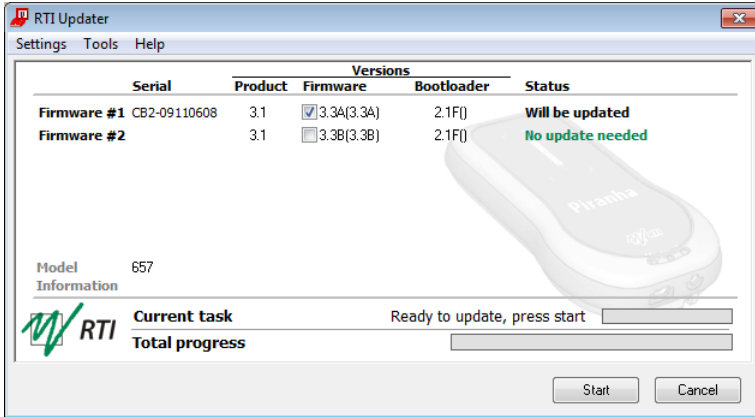 RTI Updater
Settings Tools Help
Versions
Serial Product Firmware Bootloader Status
Firmware #1 CB2-09110608 3.1 3.3A(3.3A) 2.1F() Will be updated
Firmware #2 3.1 3.3B(3.3B) 2.1F() No update needed
Piranha
RTI
Model 657
Information
RTI Current task Ready to update, press start
Total progress
Start Cancel